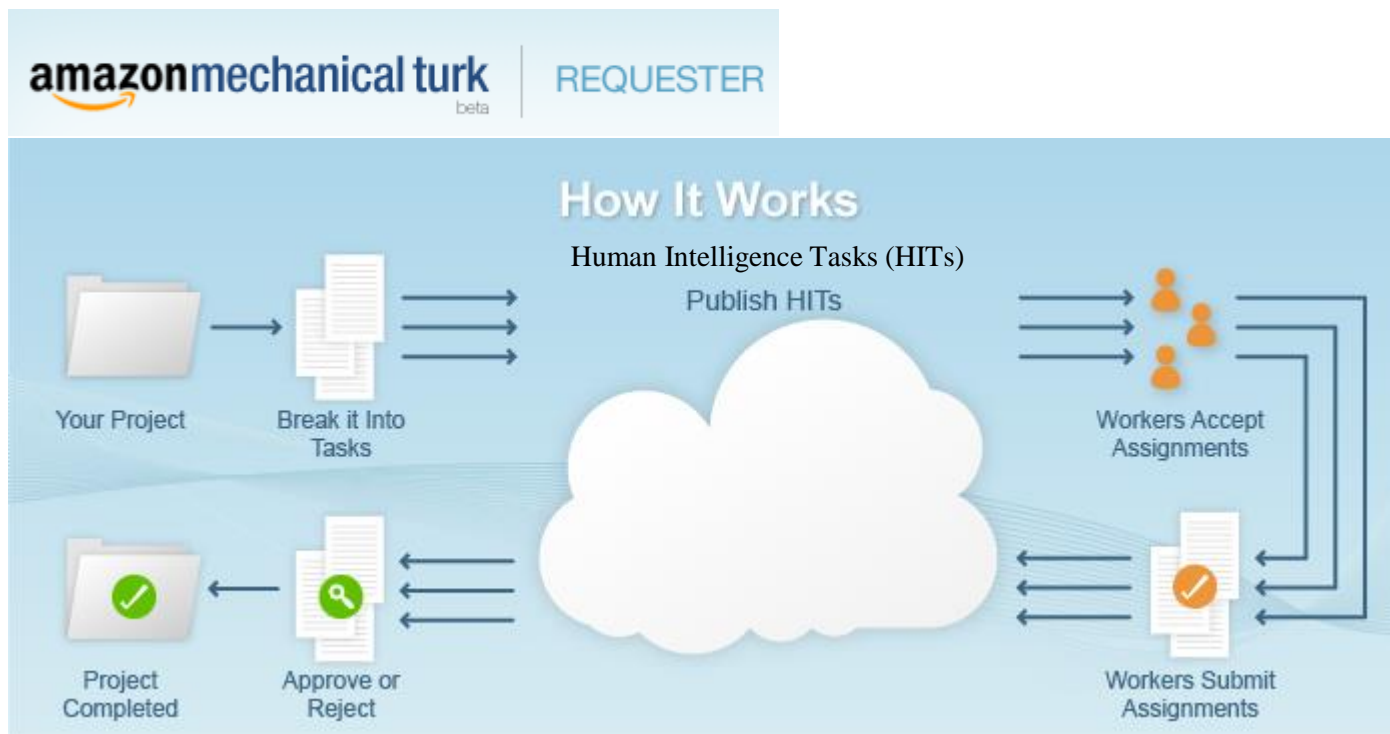 amazonmechanical turk
beta
REQUESTER
How It Works
Human Intelligence Tasks (HITs)
Publish HITs
Your Project
Break it Into
Tasks
Workers Accept
Assignments
Project
Completed
Approve or
Reject
Workers Submit
Assignments